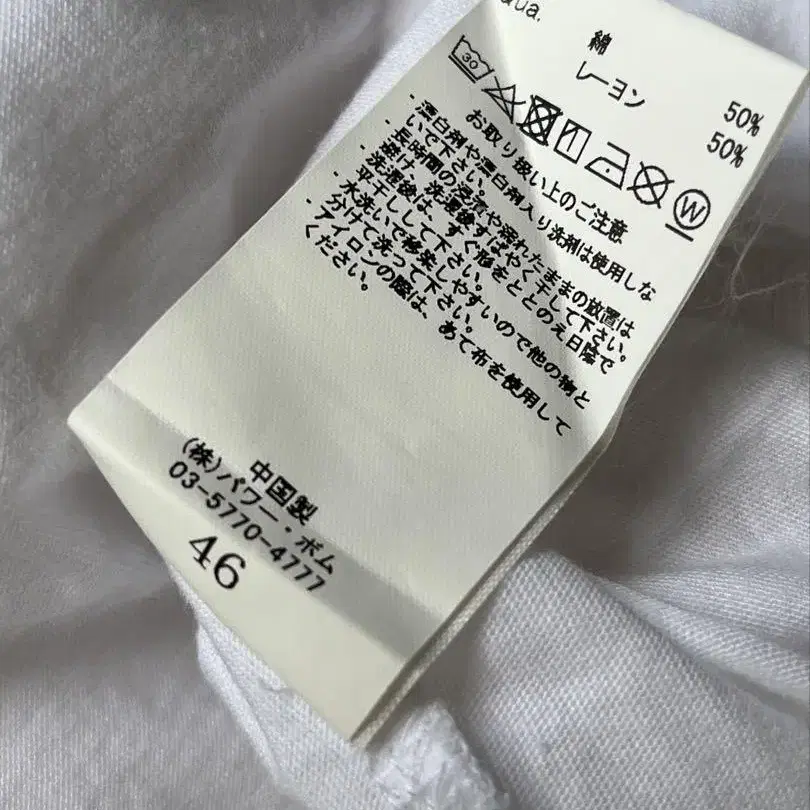 ua.
綿 50%
レーヨン 50%
30
W
お取り扱い上のご注意
・漂白剤や漂白剤入り洗剤は使用しな
いで下さい。
・長時間の浸漬や濡れたままの放置は
避け、洗濯後すばやく干して下さい。
・洗濯後は、すぐ形をととのえ日陰で
平干しして下さい。
・水洗いで移染しやすいので他の物と
分けて洗って下さい。
・アイロンの際は、あて布を使用して
ください。
中国製
(株)パワー・ボム
03-5770-4777
46